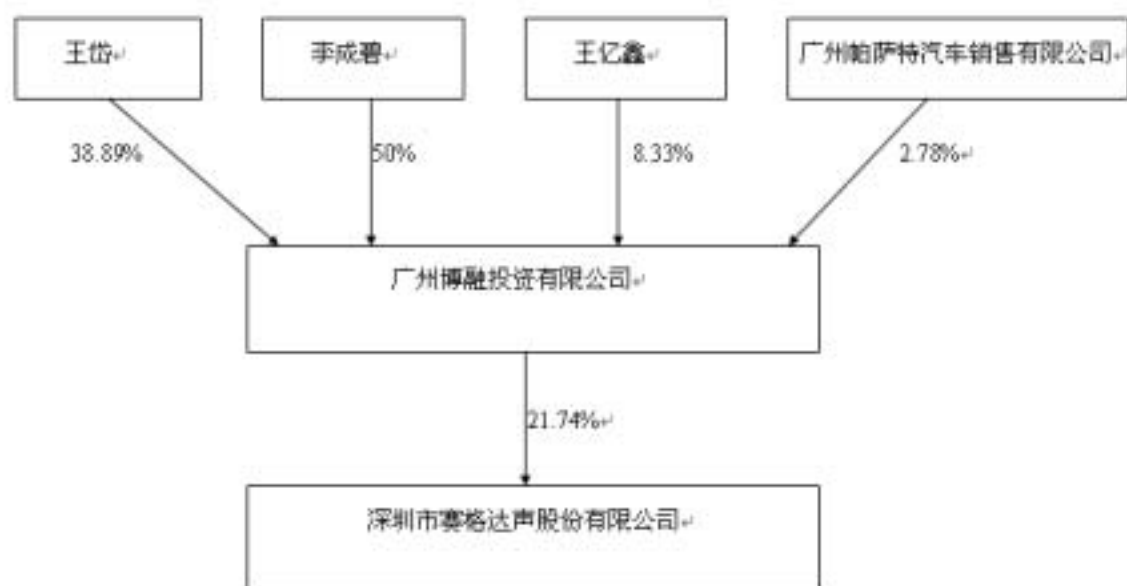 王岱
李成碧
王亿鑫
广州帕萨特汽车销售有限公司
38.89%
50%
8.33%
2.78%
广州博融投资有限公司
21.74%
深圳市赛格达声股份有限公司